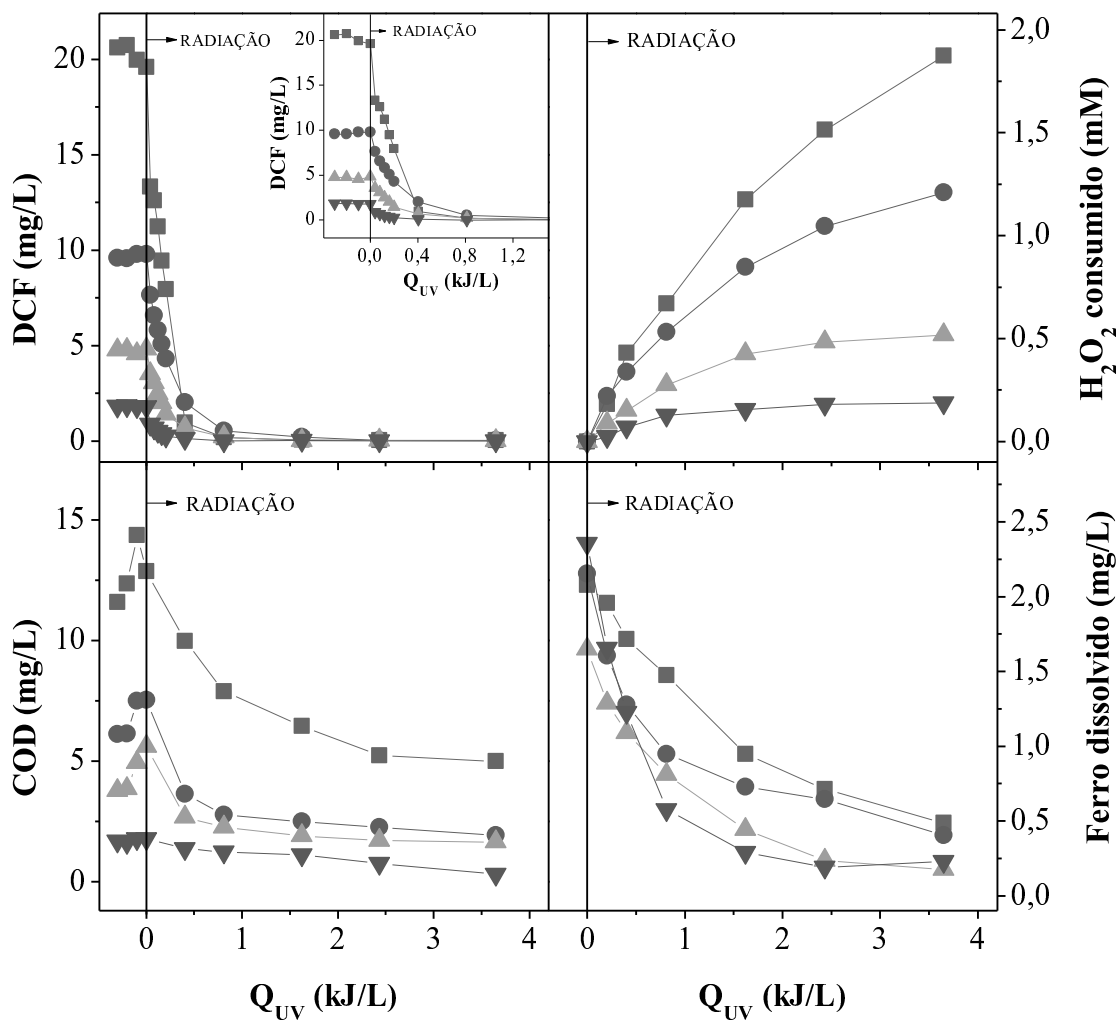 RADIAÇÃO
20
15
10
5
0
DCF (mg/L)
RADIAÇÃO
20
15
10
5
0
DCF (mg/L)
0,0 0,4 0,8 1,2
Q_UV (kJ/L)
RADIAÇÃO
2,0
1,5
1,0
0,5
0,0
H₂O₂ consumido (mM)
RADIAÇÃO
15
10
5
0
COD (mg/L)
0 1 2 3 4
Q_UV (kJ/L)
RADIAÇÃO
2,5
2,0
1,5
1,0
0,5
0,0
Ferro dissolvido (mg/L)
0 1 2 3 4
Q_UV (kJ/L)